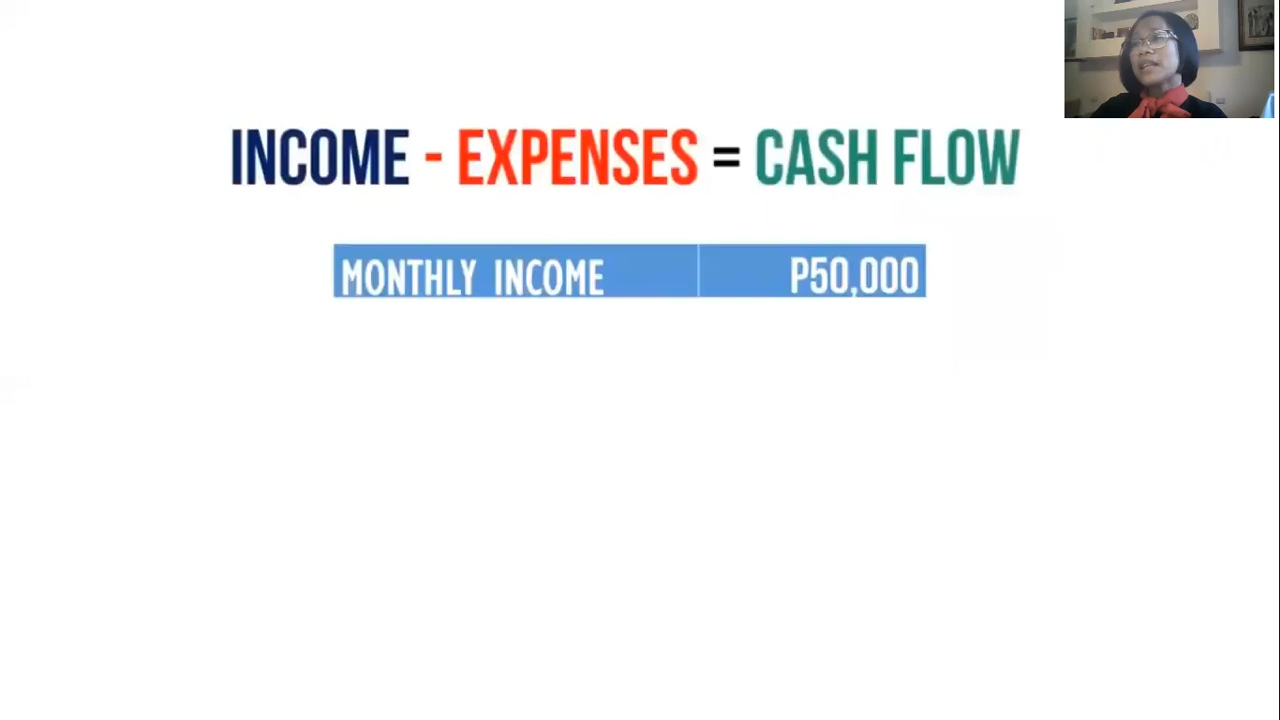 INCOME - EXPENSES = CASH FLOW
MONTHLY INCOME P50,000